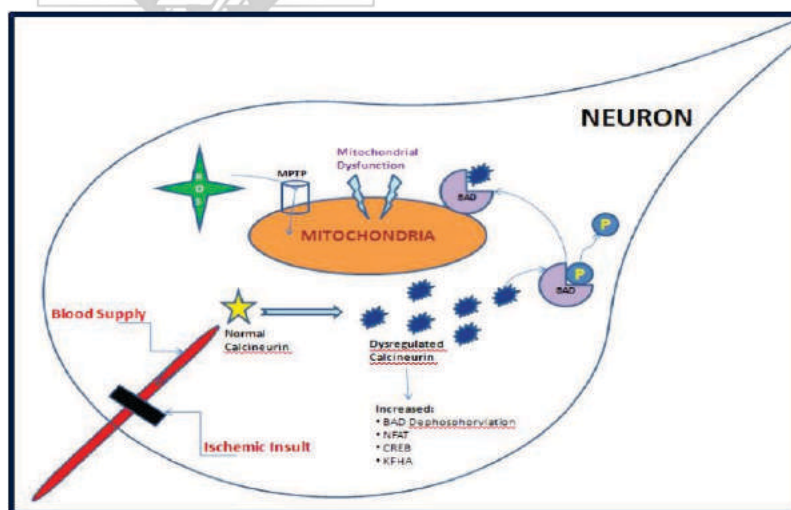 NEURON
Mitochondrial
Dysfunction
MPTP
ROS
BAD
MITOCHONDRIA
P
P
BAD
Blood Supply
Normal
Calcineurin
Dysregulated
Calcineurin
Ischemic Insult
Increased:
• BAD Dephosphorylation
• NFAT
• CREB
• KFHA